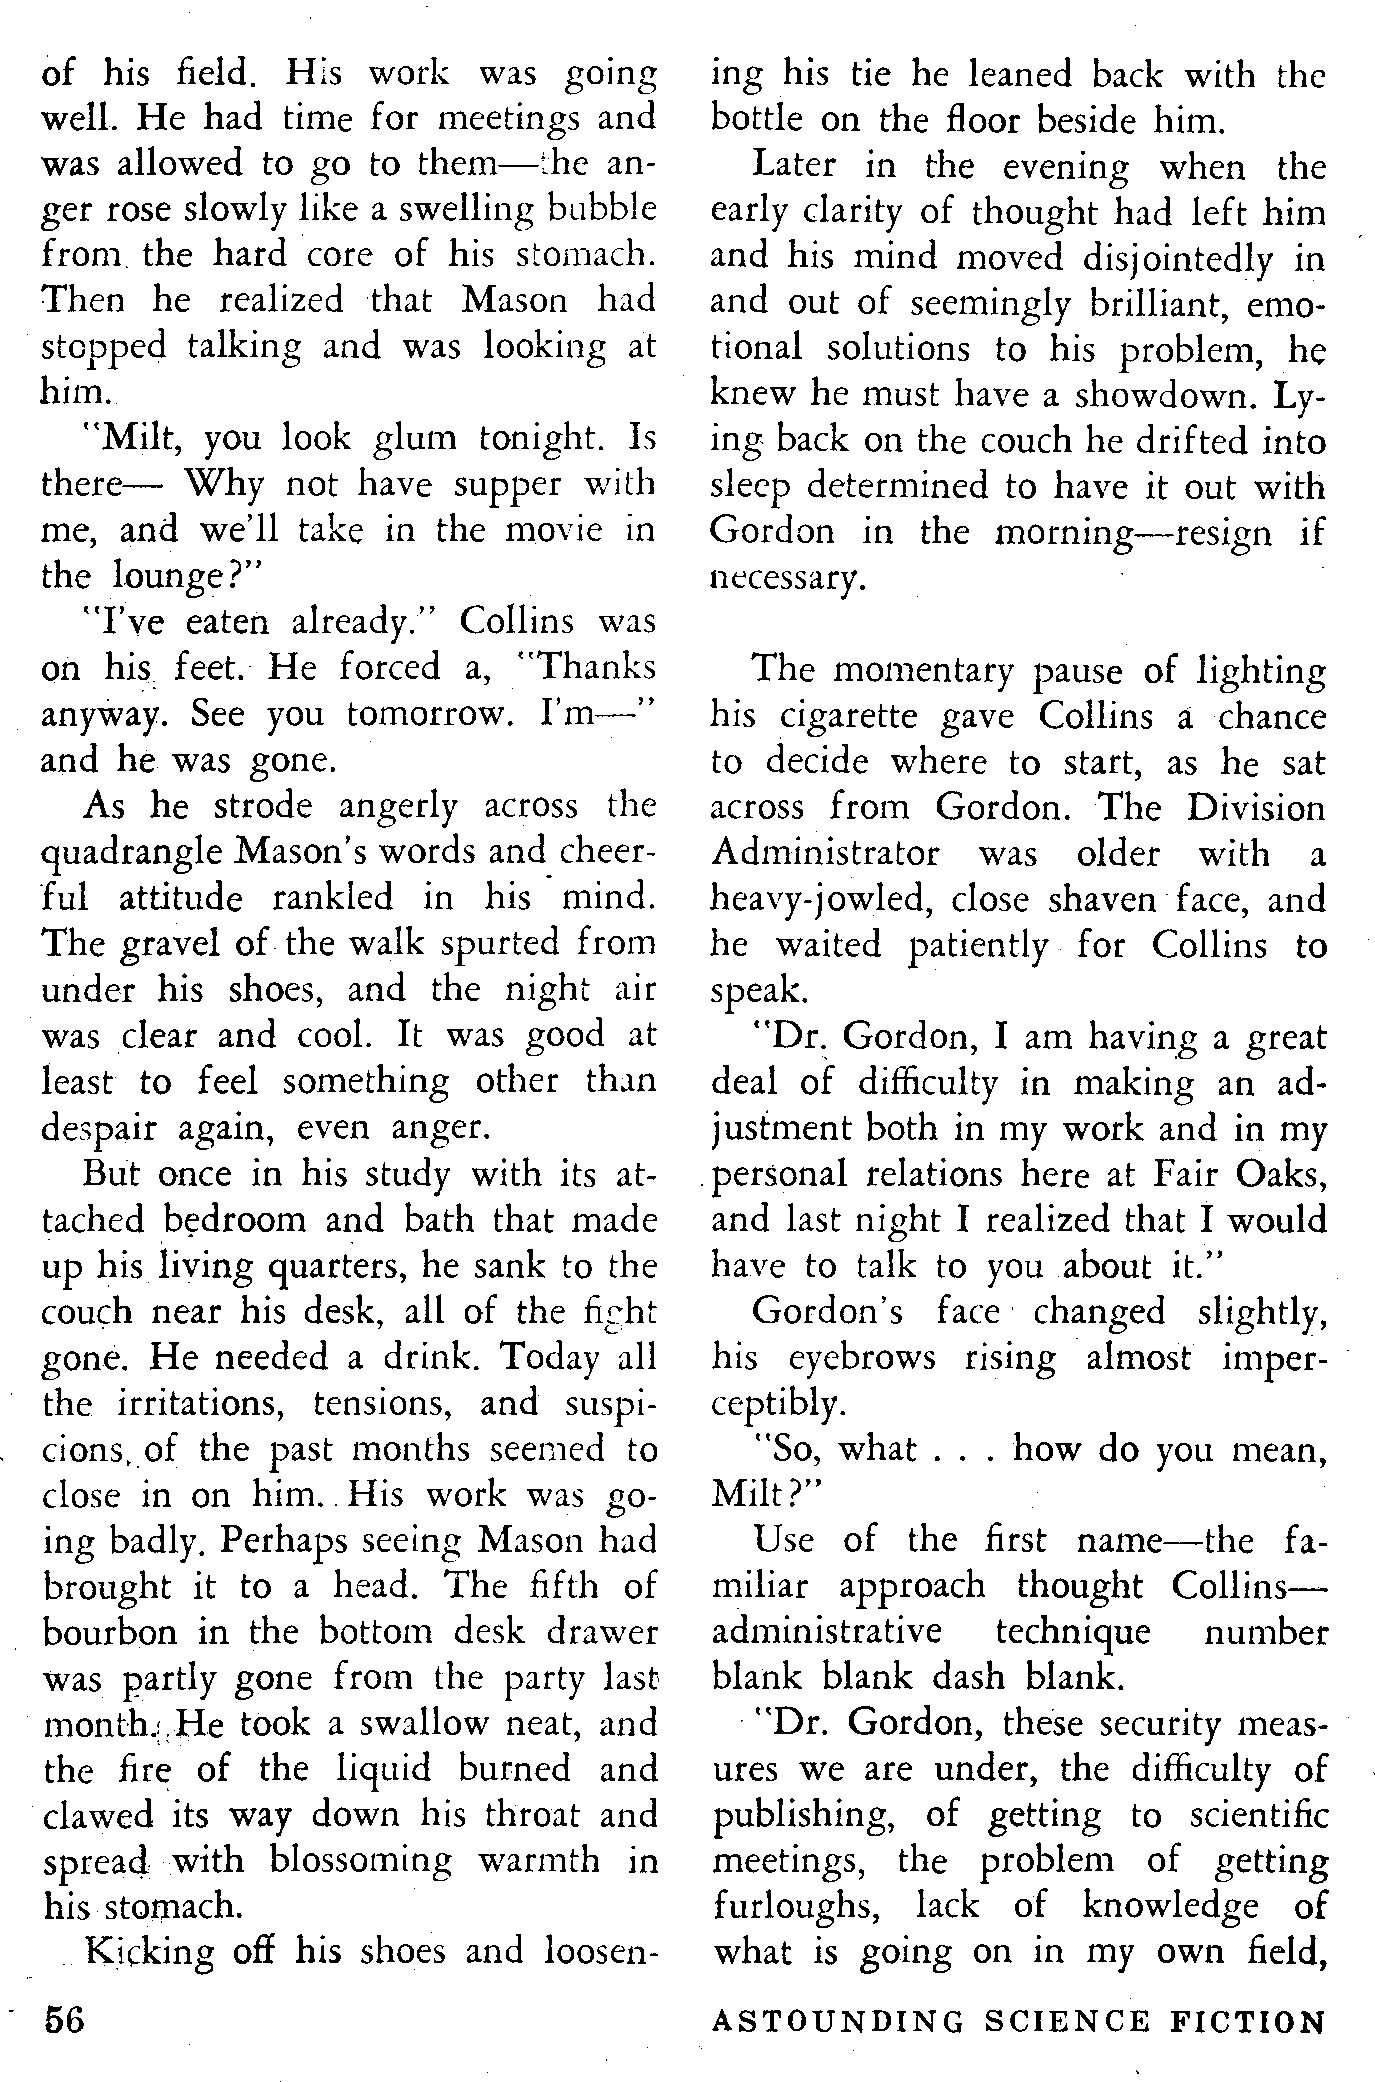 of his field. His work was going
well. He had time for meetings and
was allowed to go to them—the an-
ger rose slowly like a swelling bubble
from the hard core of his stomach.
Then he realized that Mason had
stopped talking and was looking at
him.
"Milt, you look glum tonight. Is
there— Why not have supper with
me, and we'll take in the movie in
the lounge?"
"I've eaten already." Collins was
on his feet. He forced a, "Thanks
anyway. See you tomorrow. I'm—"
and he was gone.
As he strode angerly across the
quadrangle Mason's words and cheer-
ful attitude rankled in his mind.
The gravel of the walk spurted from
under his shoes, and the night air
was clear and cool. It was good at
least to feel something other than
despair again, even anger.
But once in his study with its at-
tached bedroom and bath that made
up his living quarters, he sank to the
couch near his desk, all of the fight
gone. He needed a drink. Today all
the irritations, tensions, and suspi-
cions, of the past months seemed to
close in on him. His work was go-
ing badly. Perhaps seeing Mason had
brought it to a head. The fifth of
bourbon in the bottom desk drawer
was partly gone from the party last
month. He took a swallow neat, and
the fire of the liquid burned and
clawed its way down his throat and
spread with blossoming warmth in
his stomach.
Kicking off his shoes and loosen-
ing his tie he leaned back with the
bottle on the floor beside him.
Later in the evening when the
early clarity of thought had left him
and his mind moved disjointedly in
and out of seemingly brilliant, emo-
tional solutions to his problem, he
knew he must have a showdown. Ly-
ing back on the couch he drifted into
sleep determined to have it out with
Gordon in the morning—resign if
necessary.
The momentary pause of lighting
his cigarette gave Collins a chance
to decide where to start, as he sat
across from Gordon. The Division
Administrator was older with a
heavy-jowled, close shaven face, and
he waited patiently for Collins to
speak.
"Dr. Gordon, I am having a great
deal of difficulty in making an ad-
justment both in my work and in my
personal relations here at Fair Oaks,
and last night I realized that I would
have to talk to you about it."
Gordon's face changed slightly,
his eyebrows rising almost imper-
ceptibly.
"So, what . . . how do you mean,
Milt?"
Use of the first name—the fa-
miliar approach thought Collins—
administrative technique number
blank blank dash blank.
"Dr. Gordon, these security meas-
ures we are under, the difficulty of
publishing, of getting to scientific
meetings, the problem of getting
furloughs, lack of knowledge of
what is going on in my own field,
56
ASTOUNDING SCIENCE FICTION